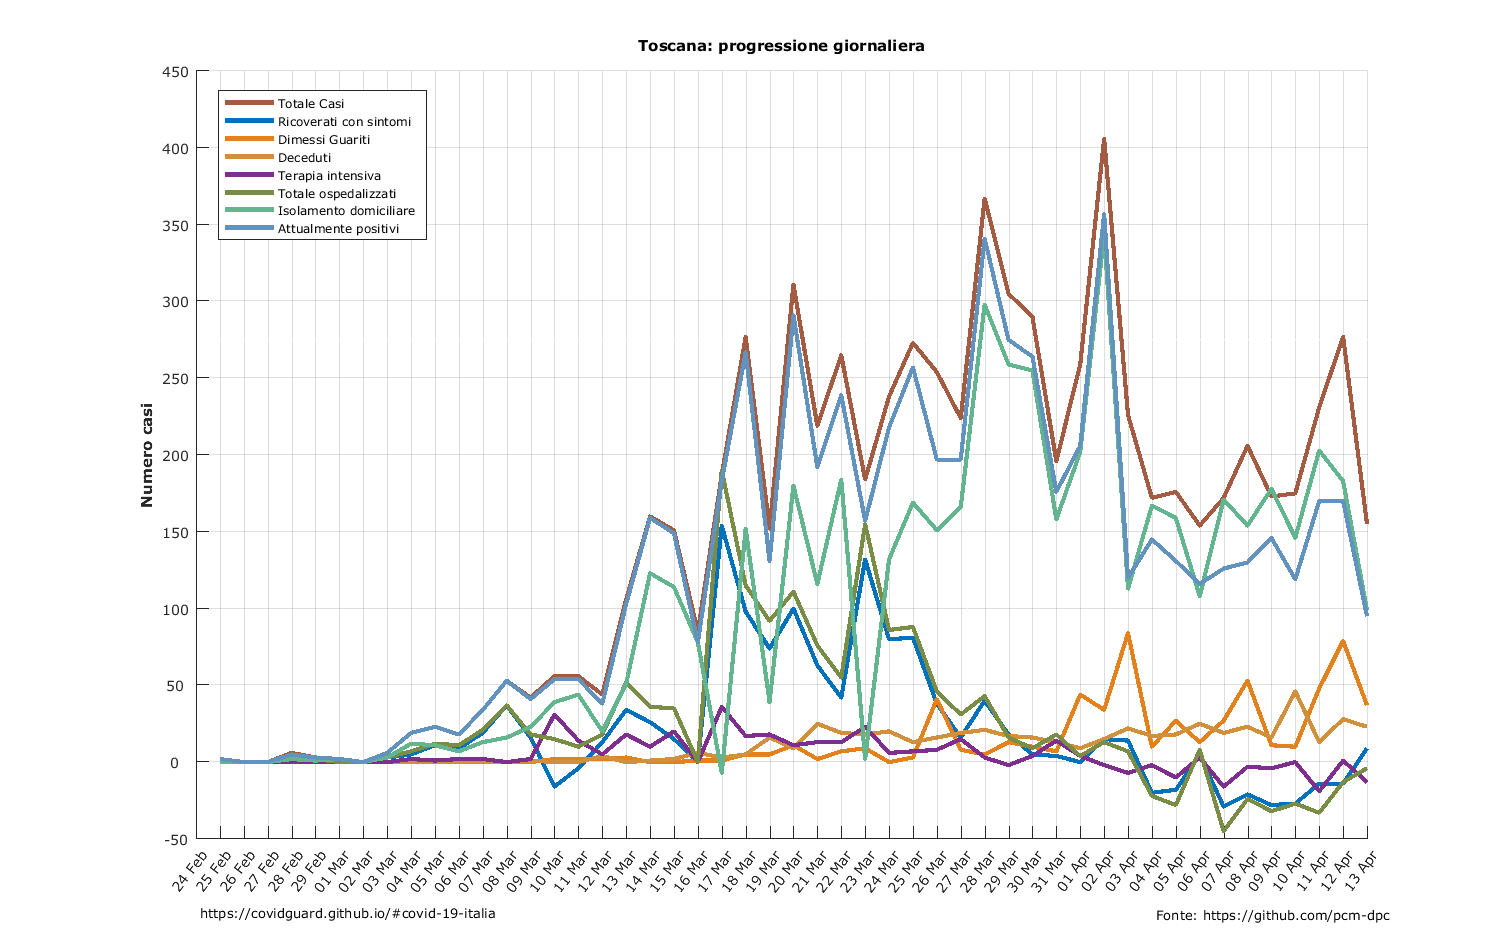 Toscana: progressione giornaliera
450
400
350
300
250
200
150
100
50
0
-50
Numero casi
Totale Casi
Ricoverati con sintomi
Dimessi Guariti
Deceduti
Terapia intensiva
Totale ospedalizzati
Isolamento domiciliare
Attualmente positivi
24 Feb
25 Feb
26 Feb
27 Feb
28 Feb
29 Feb
01 Mar
02 Mar
03 Mar
04 Mar
05 Mar
06 Mar
07 Mar
08 Mar
09 Mar
10 Mar
11 Mar
12 Mar
13 Mar
14 Mar
15 Mar
16 Mar
17 Mar
18 Mar
19 Mar
20 Mar
21 Mar
22 Mar
23 Mar
24 Mar
25 Mar
26 Mar
27 Mar
28 Mar
29 Mar
30 Mar
31 Mar
01 Apr
02 Apr
03 Apr
04 Apr
05 Apr
06 Apr
07 Apr
08 Apr
09 Apr
10 Apr
11 Apr
12 Apr
13 Apr
https://covidguard.github.io/#covid-19-italia
Fonte: https://github.com/pcm-dpc